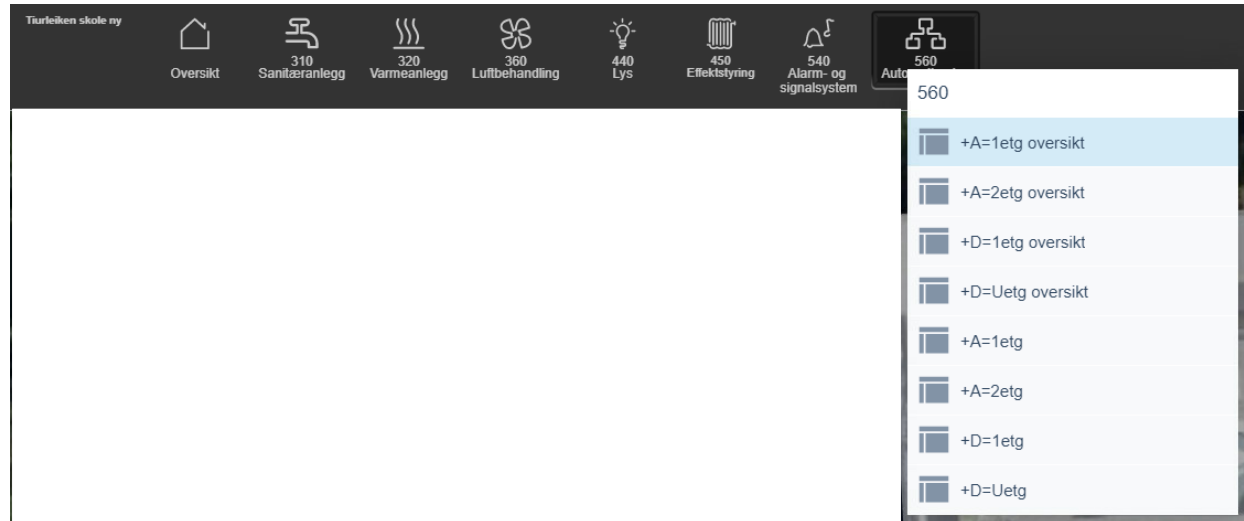 Tiurleiken skole ny
Oversikt
310
Sanitæranlegg
320
Varmeanlegg
360
Luftbehandling
440
Lys
450
Effektstyring
540
Alarm- og
signalsystem
560
560
+A=1etg oversikt
+A=2etg oversikt
+D=1etg oversikt
+D=Uetg oversikt
+A=1etg
+A=2etg
+D=1etg
+D=Uetg